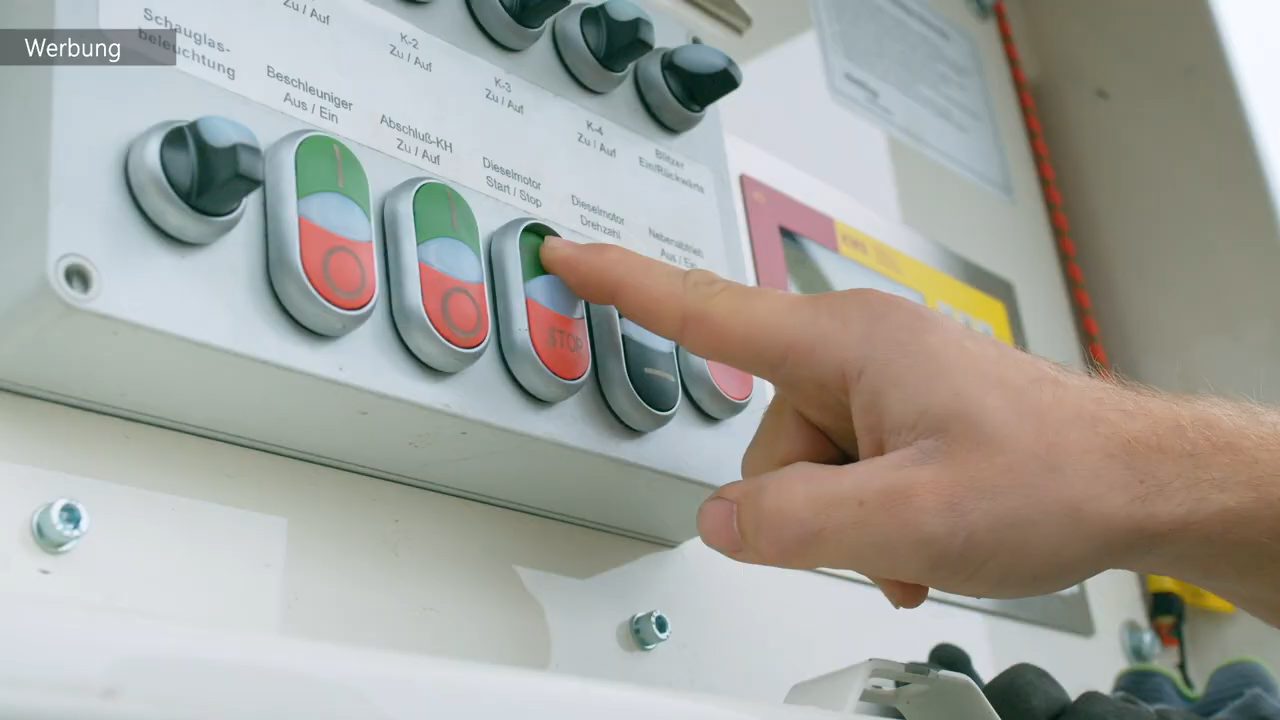 Werbung
Zu / Auf
K-2
Zu / Auf
K-3
Zu / Auf
K-4
Zu / Auf
Blitzer
Ein/Rückwärts
Schauglas-
beleuchtung
Beschleuniger
Aus / Ein
Abschluß-KH
Zu / Auf
Dieselmotor
Start / Stop
Dieselmotor
Drehzahl
Nebenabtrieb
Aus / Ein
STOP